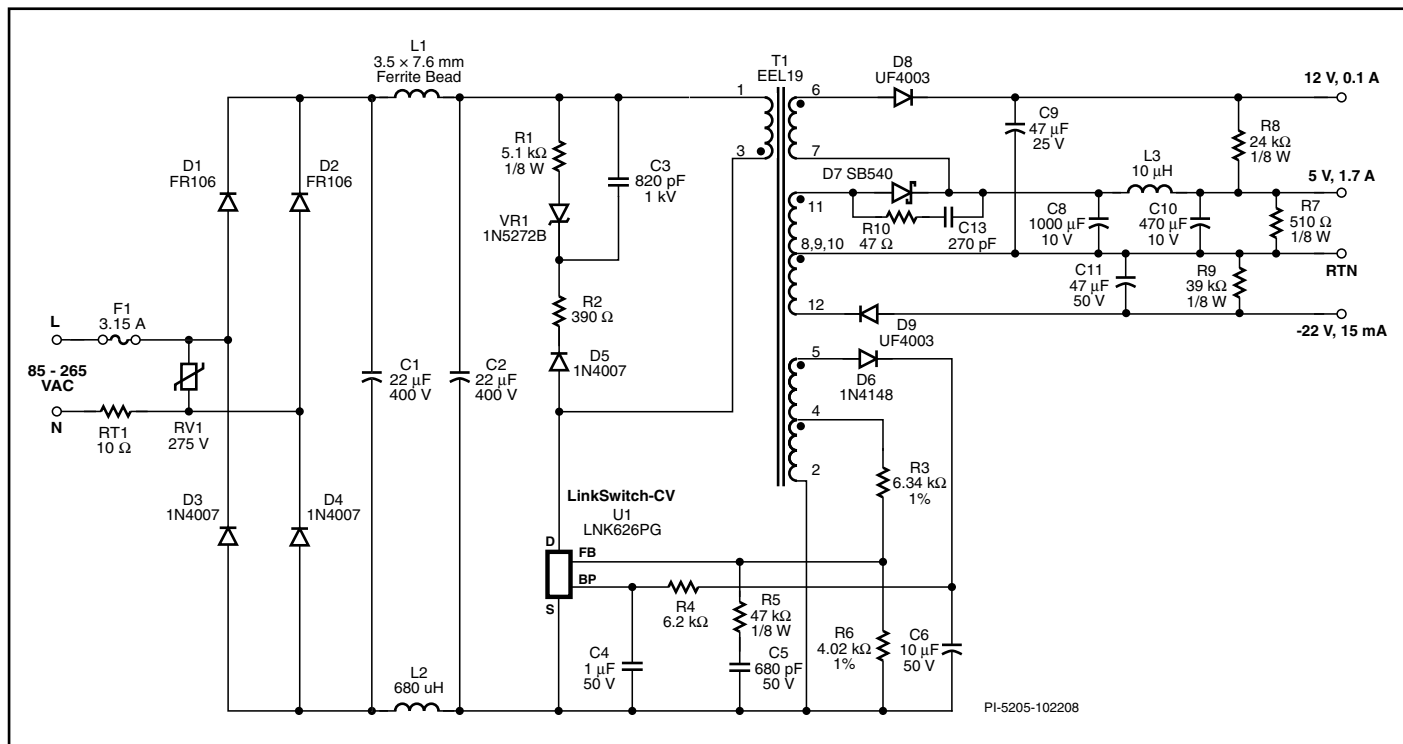 L1
3.5 × 7.6 mm
Ferrite Bead
T1
EEL19
D8
UF4003
12 V, 0.1 A
1
3
6
7
R1
5.1 kΩ
1/8 W
C3
820 pF
1 kV
VR1
1N5272B
R2
390 Ω
D5
1N4007
D1
FR106
D2
FR106
C9
47 µF
25 V
R8
24 kΩ
1/8 W
L3
10 µH
D7 SB540
11
R10
47 Ω
C13
270 pF
C8
1000 µF
10 V
C10
470 µF
10 V
5 V, 1.7 A
R7
510 Ω
1/8 W
8,9,10
RTN
C11
47 µF
50 V
R9
39 kΩ
1/8 W
12
D9
UF4003
-22 V, 15 mA
F1
3.15 A
L
85 - 265
VAC
N
RT1
10 Ω
RV1
275 V
C1
22 µF
400 V
C2
22 µF
400 V
5
D6
1N4148
4
2
R3
6.34 kΩ
1%
D3
1N4007
D4
1N4007
LinkSwitch-CV
U1
LNK626PG
D
FB
BP
S
R4
6.2 kΩ
R5
47 kΩ
1/8 W
R6
4.02 kΩ
1%
C6
10 µF
50 V
C4
1 µF
50 V
C5
680 pF
50 V
L2
680 uH
PI-5205-102208